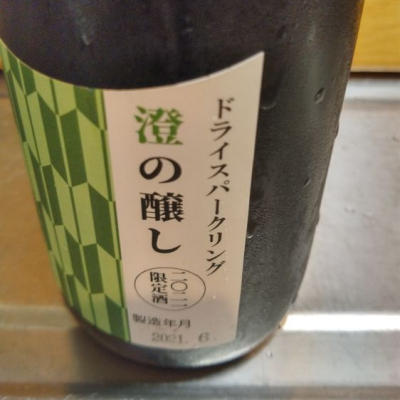 ドライスパークリング
澄の醸し
二〇二一
限定酒
製造年月
2021. 6